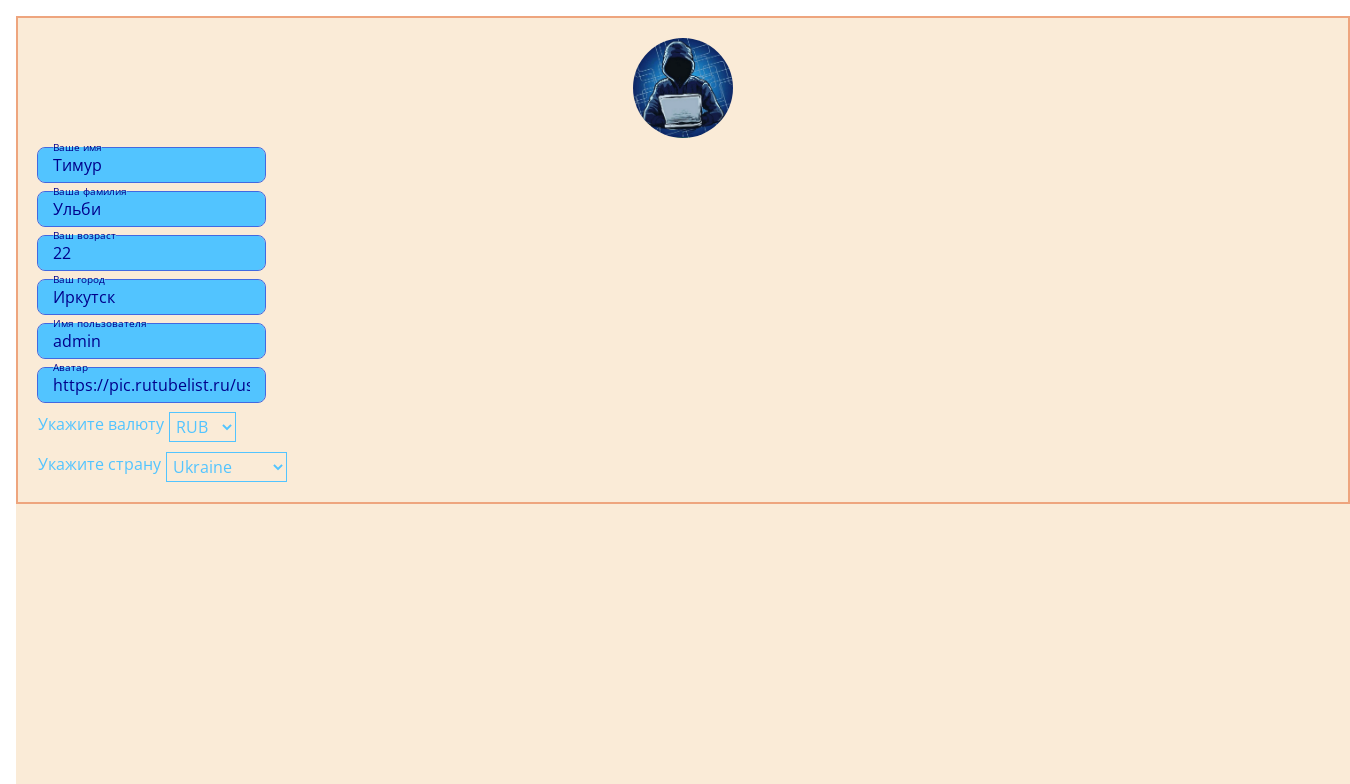 Ваше имя
Тимур
Ваша фамилия
Ульби
Ваш возраст
22
Ваш город
Иркутск
Имя пользователя
admin
Аватар
https://pic.rutubelist.ru/us
Укажите валюту RUB
Укажите страну Ukraine